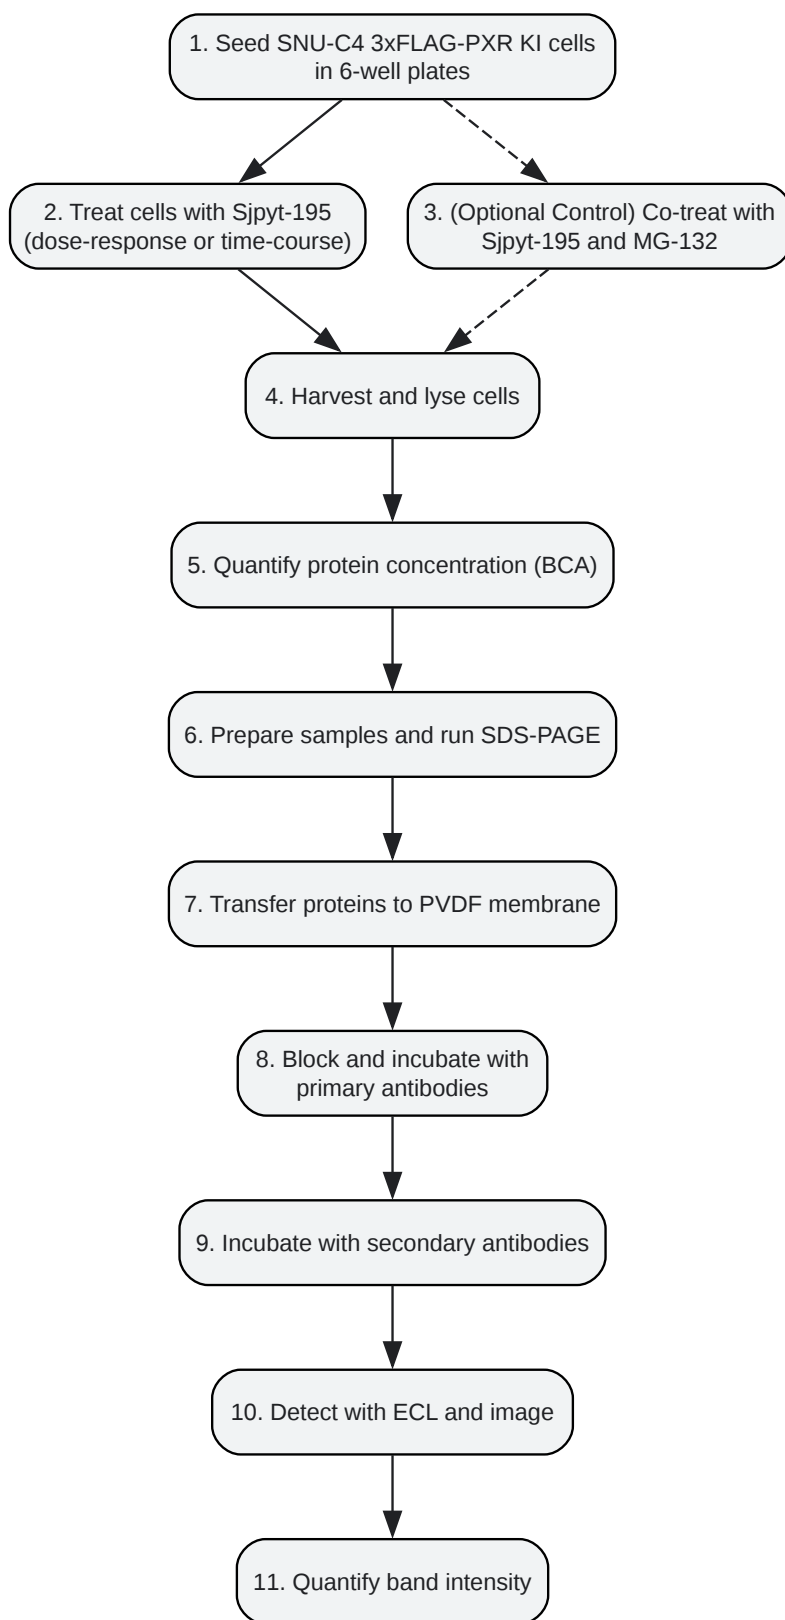 1. Seed SNU-C4 3xFLAG-PXR KI cells
in 6-well plates
2. Treat cells with Sjpyt-195
(dose-response or time-course)
3. (Optional Control) Co-treat with
Sjpyt-195 and MG-132
4. Harvest and lyse cells
5. Quantify protein concentration (BCA)
6. Prepare samples and run SDS-PAGE
7. Transfer proteins to PVDF membrane
8. Block and incubate with
primary antibodies
9. Incubate with secondary antibodies
10. Detect with ECL and image
11. Quantify band intensity